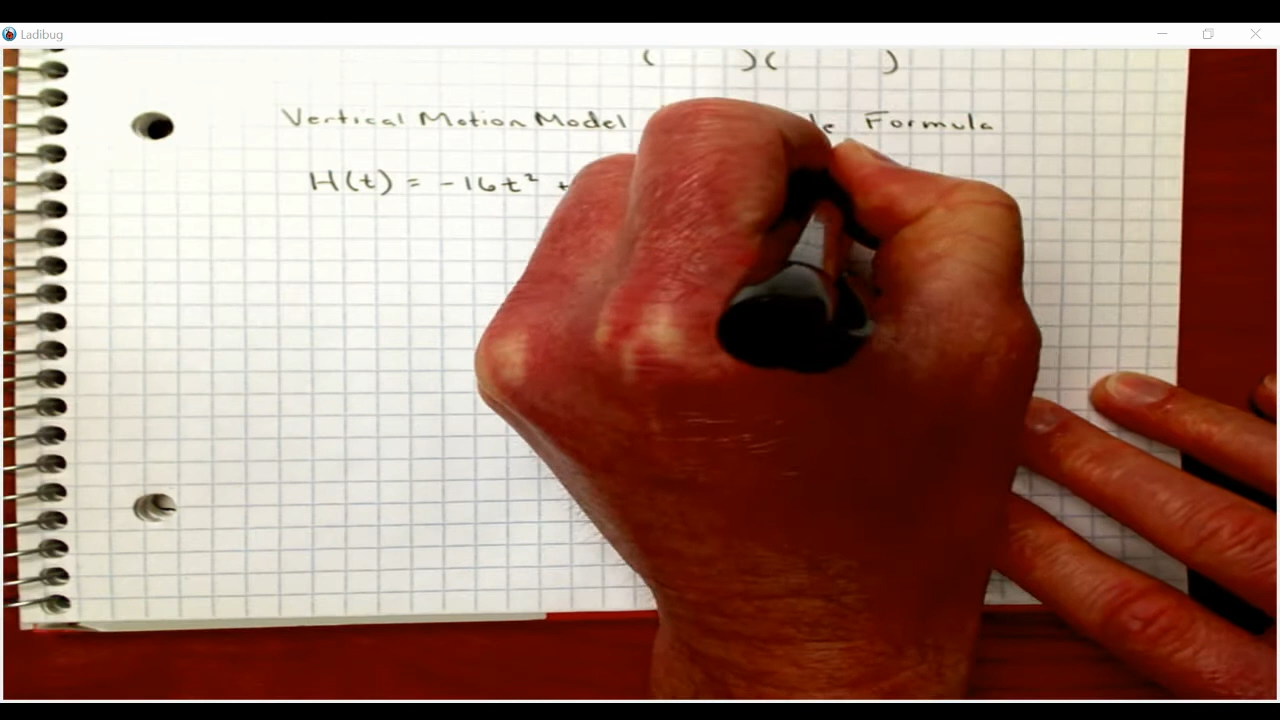 Ladibug
( )( )
Vertical Motion Model Formula
H(t) = -16t² +